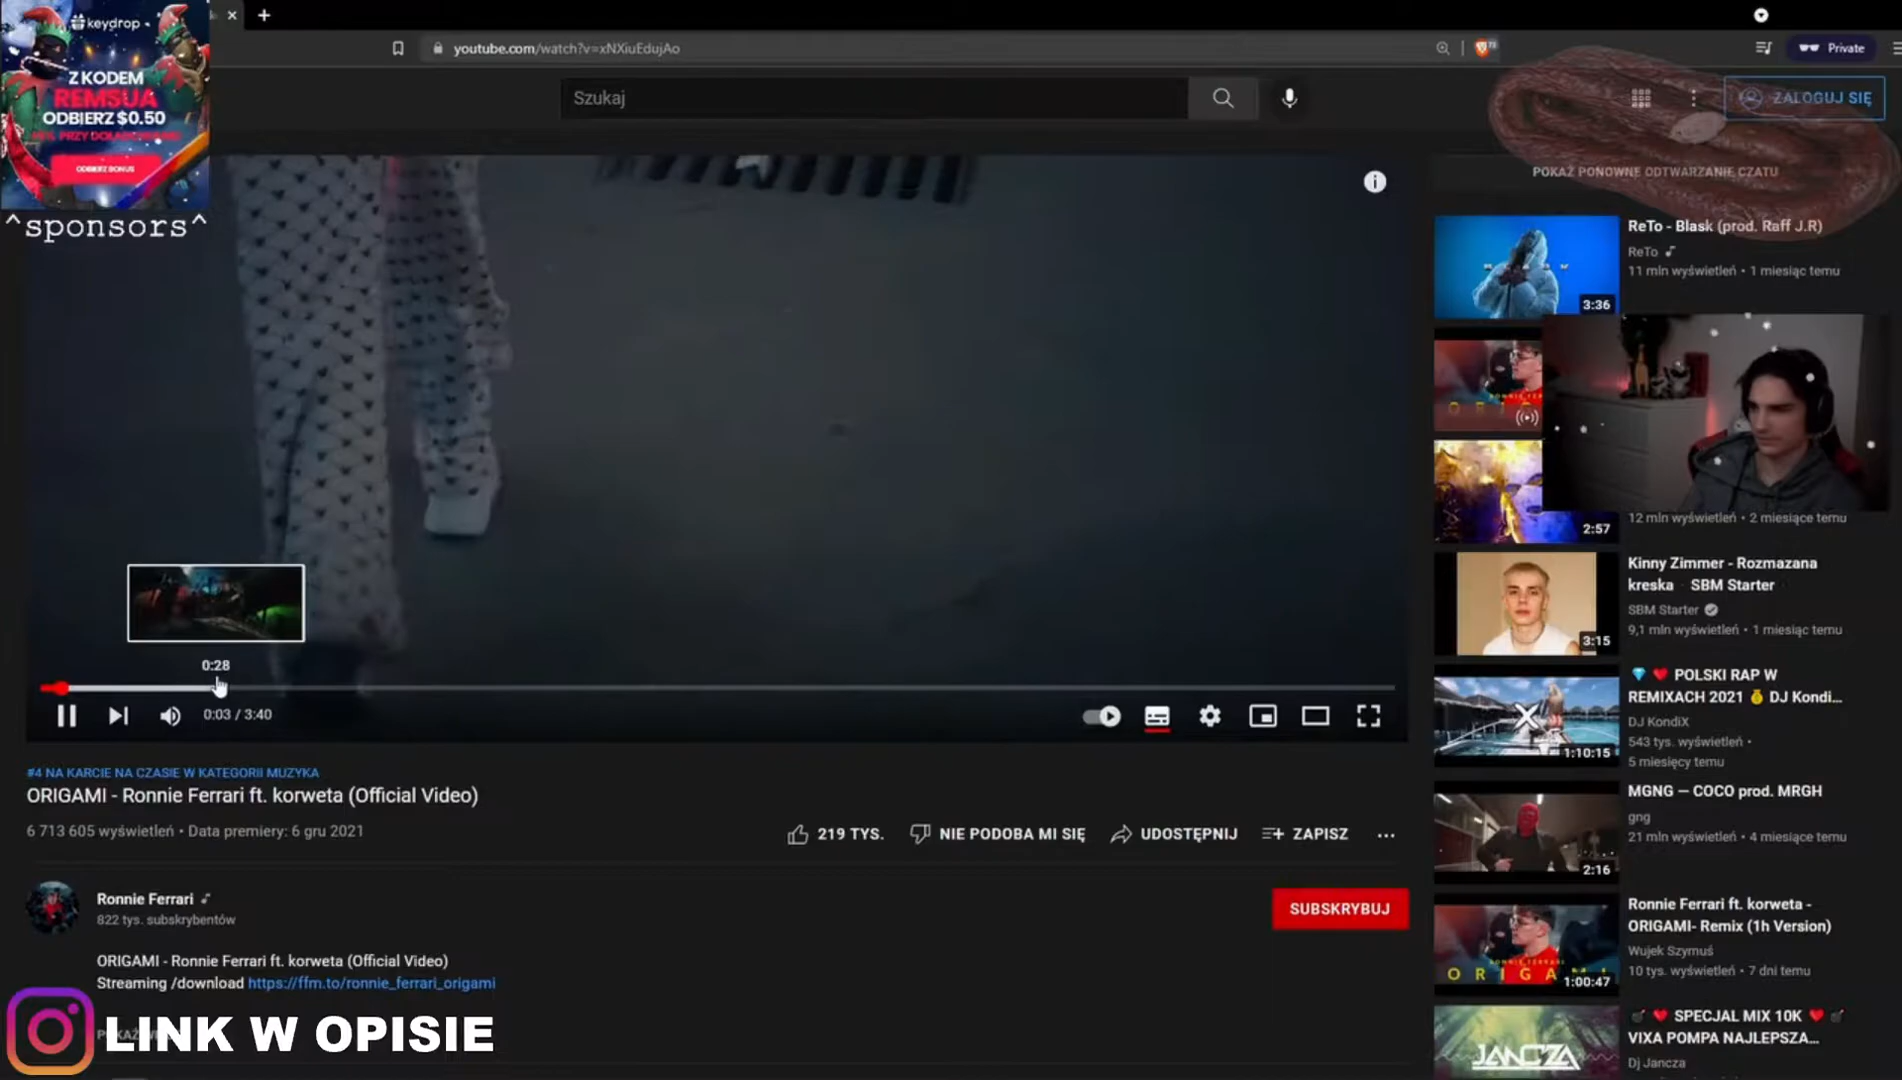 keydrop
Z KODEM
REMSUA
ODBIERZ $0.50
PRZY DOŁADOWANIU
ODBIERZ BONUS
^sponsors^
youtube.com/watch?v=xNXiuEdujAo
Private
Szukaj
ZALOGUJ SIĘ
POKAŻ PONOWNE ODTWARZANIE CZATU
ReTo - Blask (prod. Raff J.R)
ReTo
11 mln wyświetleń • 1 miesiąc temu
3:36
12 mln wyświetleń • 2 miesiące temu
2:57
Kinny Zimmer - Rozmazana
kreska SBM Starter
SBM Starter
9,1 mln wyświetleń • 1 miesiąc temu
3:15
💎 ❤️ POLSKI RAP W
REMIXACH 2021 💰 DJ Kondi...
DJ KondiX
543 tys. wyświetleń •
5 miesięcy temu
1:10:15
MGNG — COCO prod. MRGH
gng
21 mln wyświetleń • 4 miesiące temu
2:16
Ronnie Ferrari ft. korweta -
ORIGAMI- Remix (1h Version)
Wujek Szymuś
10 tys. wyświetleń • 7 dni temu
RONNIE FERRARI
1:00:47
💣 ❤️ SPECJAL MIX 10K ❤️ 💣
VIXA POMPA NAJLEPSZA...
Dj Jancza
JANCZA
0:28
0:03 / 3:40
#4 NA KARCIE NA CZASIE W KATEGORII MUZYKA
ORIGAMI - Ronnie Ferrari ft. korweta (Official Video)
6 713 605 wyświetleń • Data premiery: 6 gru 2021
219 TYS.
NIE PODOBA MI SIĘ
UDOSTĘPNIJ
ZAPISZ
Ronnie Ferrari
822 tys. subskrybentów
SUBSKRYBUJ
ORIGAMI - Ronnie Ferrari ft. korweta (Official Video)
Streaming /download https://ffm.to/ronnie_ferrari_origami
LINK W OPISIE